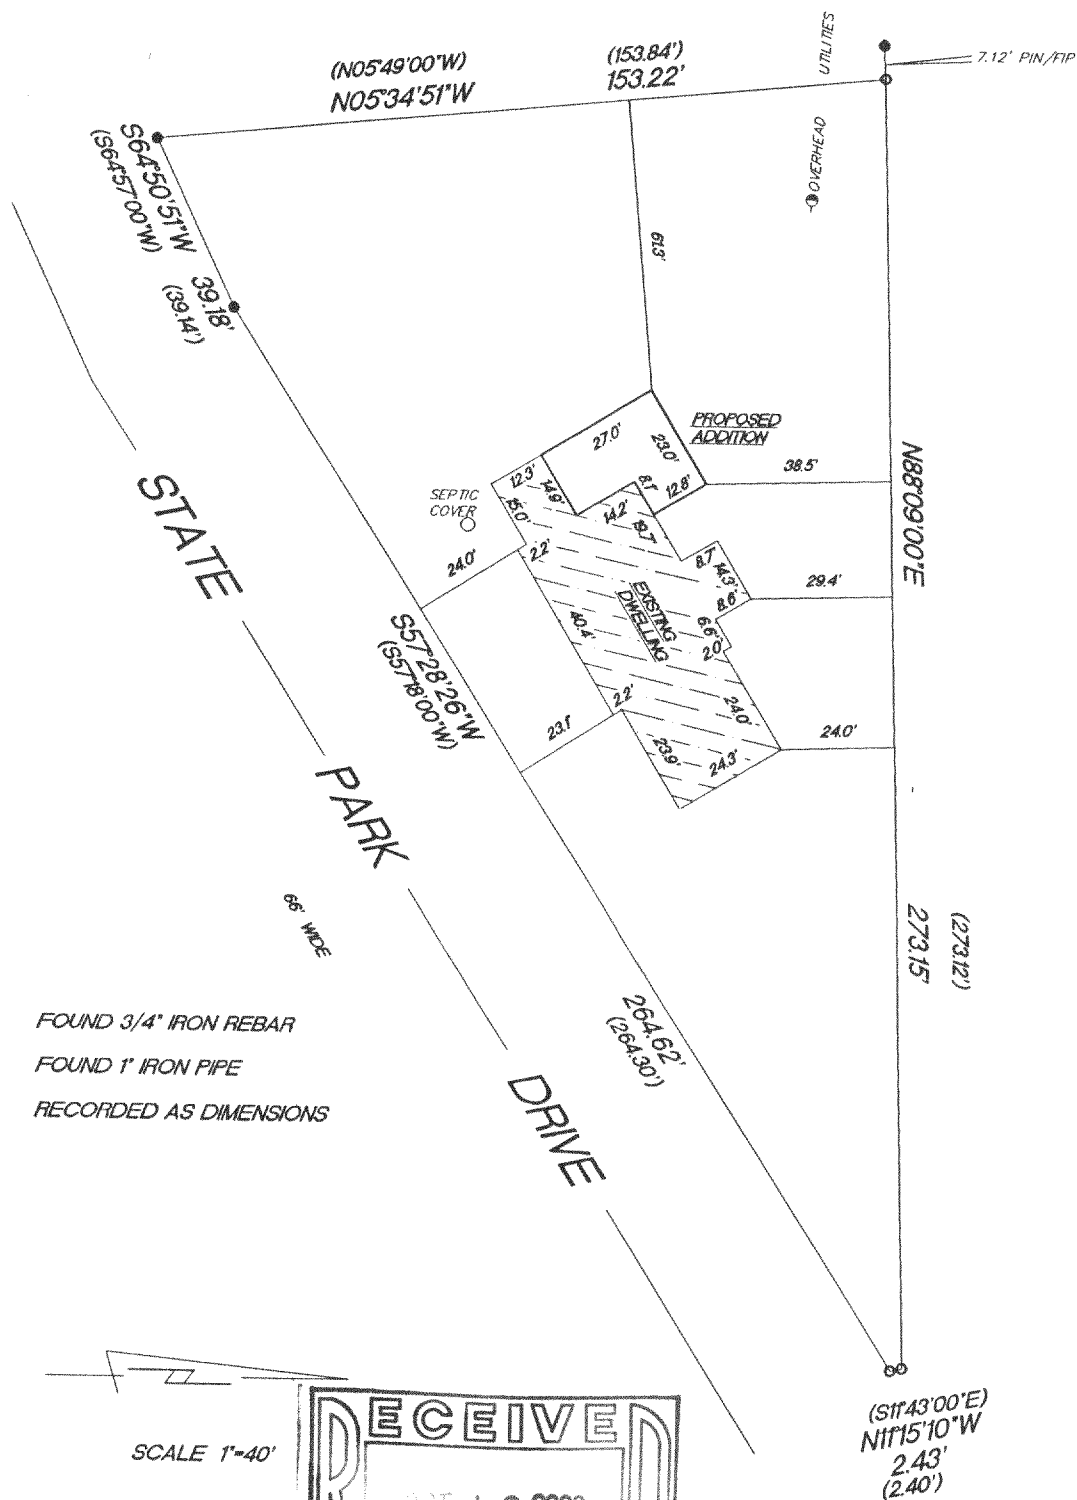 UTILITIES
7.12' PIN/FIP
(N05°49'00"W)
N05°34'51"W
(153.84')
153.22'
OVERHEAD
S64°50'51"W 39.18'
(S64°57'00"W) (39.14')
61.3'
PROPOSED
ADDITION
27.0'
23.0'
38.5'
N88°09'00"E
12.3'
14.9'
8.1'
12.8'
SEPTIC
COVER
15.0'
14.2'
19.7'
24.0'
2.2'
8.7'
14.3'
8.6'
29.4'
EXISTING
DWELLING
STATE
S57°28'26"W
(S57°18'00"W)
40.4'
6.6'
2.0'
2.2'
24.0'
23.1'
23.9'
24.3'
24.0'
PARK
66' WIDE
273.15'
(273.12')
264.62'
(264.30')
FOUND 3/4" IRON REBAR
FOUND 1" IRON PIPE
RECORDED AS DIMENSIONS
DRIVE
SCALE 1"=40'
RECEIVED
(S11°43'00"E)
N11°15'10"W
2.43'
(2.40')